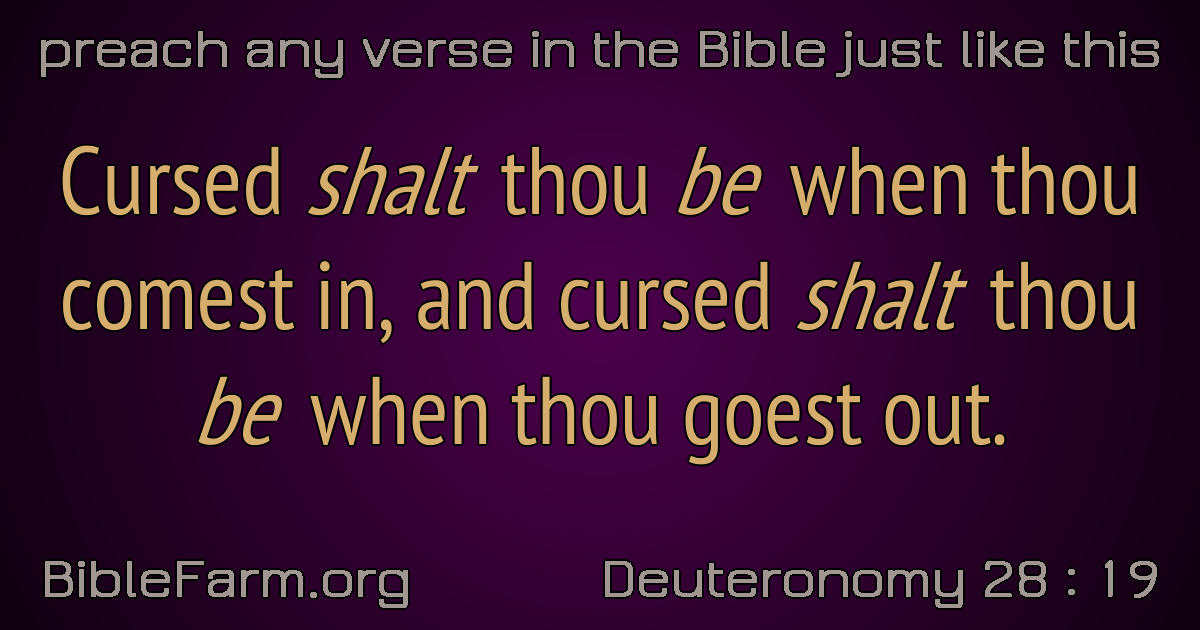 preach any verse in the Bible just like this
Cursed shalt thou be when thou
comest in, and cursed shalt thou
be when thou goest out.
BibleFarm.org
Deuteronomy 28 : 19